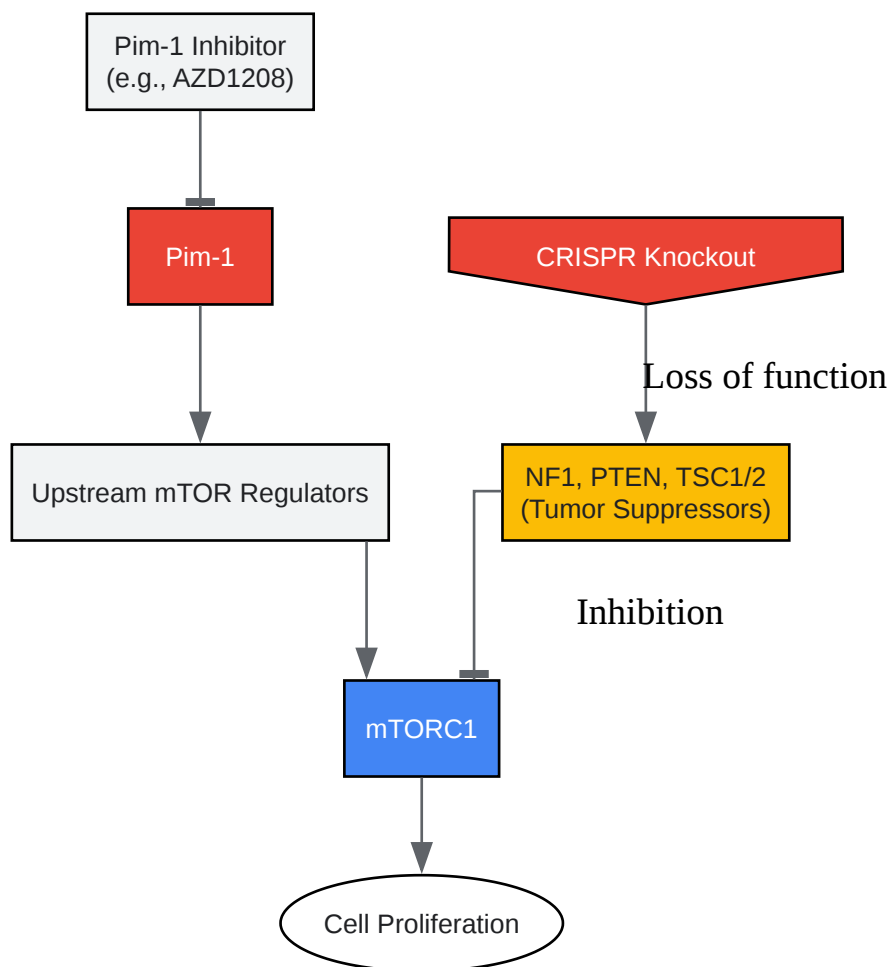 Pim-1 Inhibitor
(e.g., AZD1208)
Pim-1
CRISPR Knockout
Loss of function
Upstream mTOR Regulators
NF1, PTEN, TSC1/2
(Tumor Suppressors)
Inhibition
mTORC1
Cell Proliferation